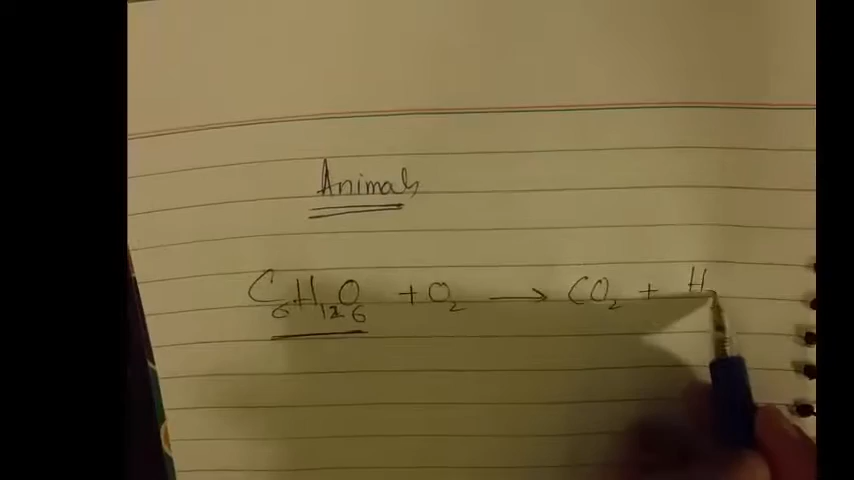 Animals
C₆H₁₂O₆ + O₂ → CO₂ + H